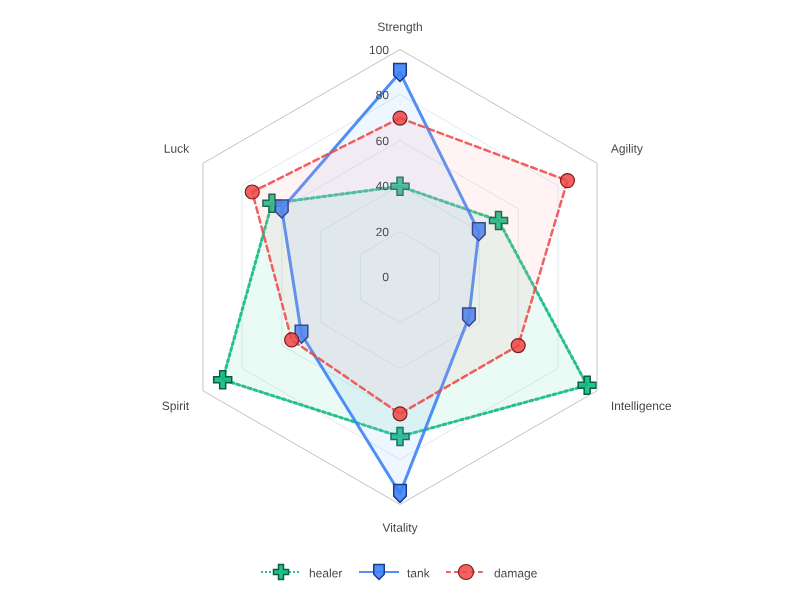 Strength
100
80
60
40
20
0
Luck
Agility
Spirit
Intelligence
Vitality
healer tank damage